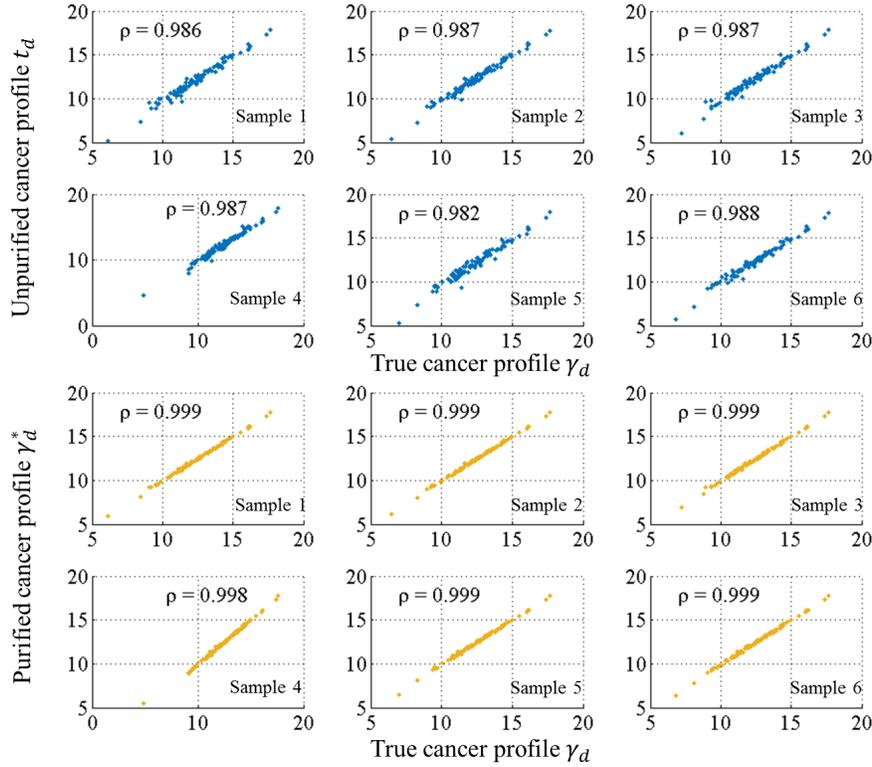 Unpurified cancer profile t_d
20
15
10
5
5 10 15 20
ρ = 0.986
Sample 1
20
15
10
5
5 10 15 20
ρ = 0.987
Sample 2
20
15
10
5
5 10 15 20
ρ = 0.987
Sample 3
20
10
0
0 10 20
ρ = 0.987
Sample 4
20
15
10
5
5 10 15 20
ρ = 0.982
Sample 5
20
15
10
5
5 10 15 20
ρ = 0.988
Sample 6
True cancer profile γ_d
Purified cancer profile γ*_d
20
15
10
5
5 10 15 20
ρ = 0.999
Sample 1
20
15
10
5
5 10 15 20
ρ = 0.999
Sample 2
20
15
10
5
5 10 15 20
ρ = 0.999
Sample 3
20
15
10
5
0 10 20
ρ = 0.998
Sample 4
20
15
10
5
5 10 15 20
ρ = 0.999
Sample 5
20
15
10
5
5 10 15 20
ρ = 0.999
Sample 6
True cancer profile γ_d